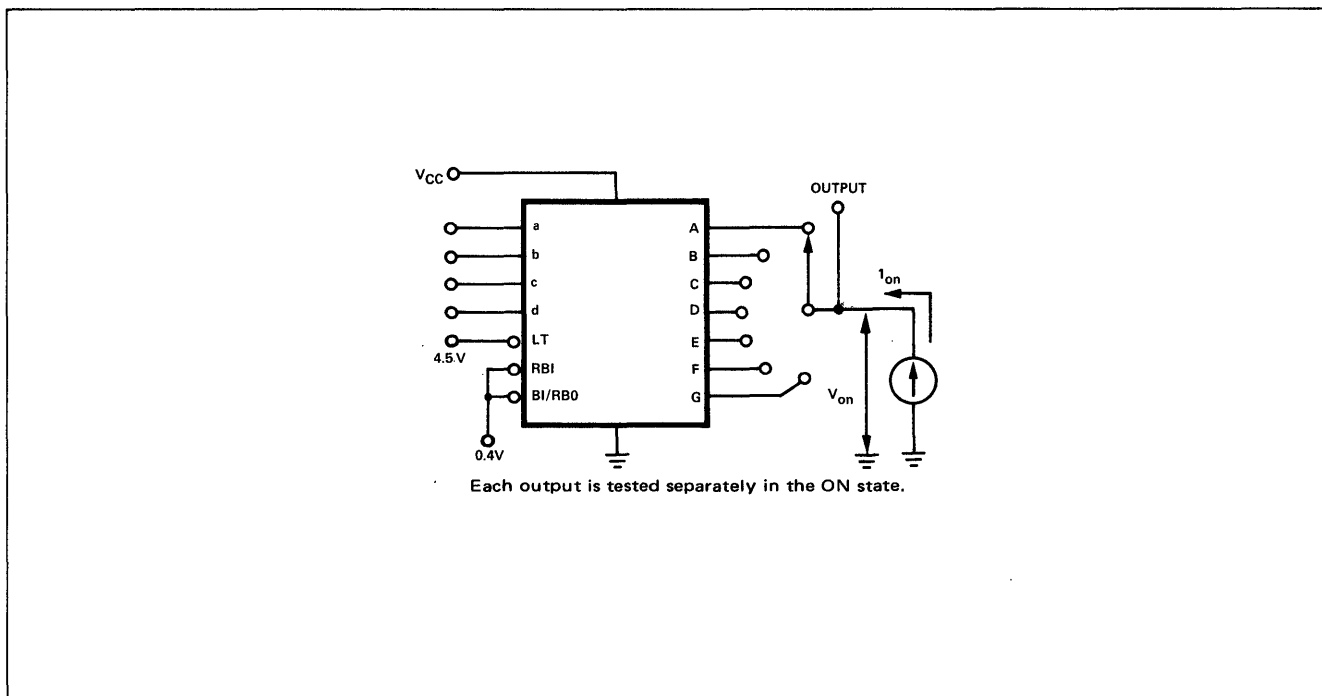 VCC
OUTPUT
a
b
c
d
LT
4.5 V
RBI
BI/RB0
0.4V
A
B
C
D
E
F
G
1on
Von
Each output is tested separately in the ON state.